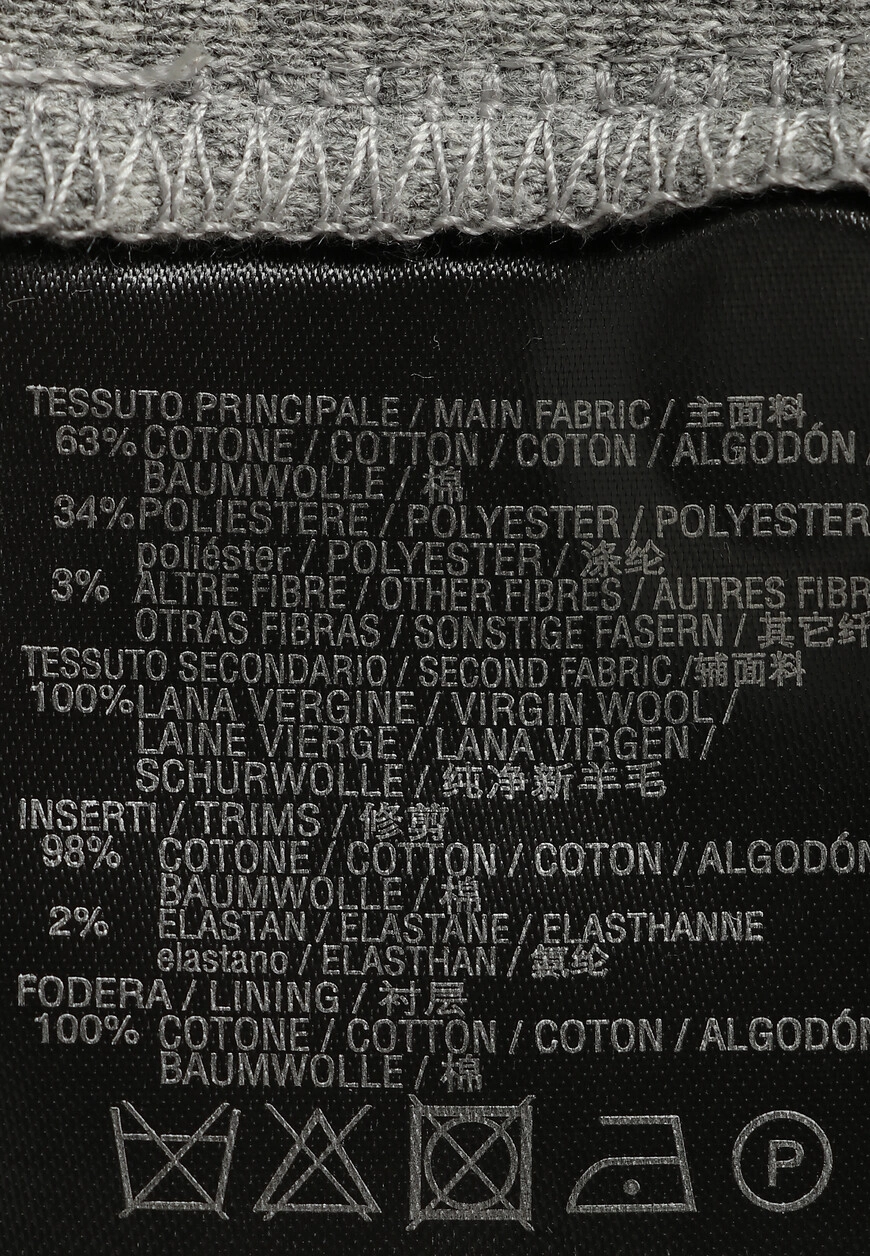 TESSUTO PRINCIPALE / MAIN FABRIC / 主面料
63% COTONE / COTTON / COTON / ALGODÓN /
BAUMWOLLE / 棉
34% POLIESTERE / POLYESTER / POLYESTER
poliéster / POLYESTER / 涤纶
3% ALTRE FIBRE / OTHER FIBRES / AUTRES FIBR
OTRAS FIBRAS / SONSTIGE FASERN / 其它纤
TESSUTO SECONDARIO / SECOND FABRIC / 辅面料
100% LANA VERGINE / VIRGIN WOOL /
LAINE VIERGE / LANA VIRGEN /
SCHURWOLLE / 纯净新羊毛
INSERTI / TRIMS / 修剪
98% COTONE / COTTON / COTON / ALGODÓN
BAUMWOLLE / 棉
2% ELASTAN / ELASTANE / ELASTHANNE
elastano / ELASTHAN / 氨纶
FODERA / LINING / 衬层
100% COTONE / COTTON / COTON / ALGODÓN
BAUMWOLLE / 棉
P